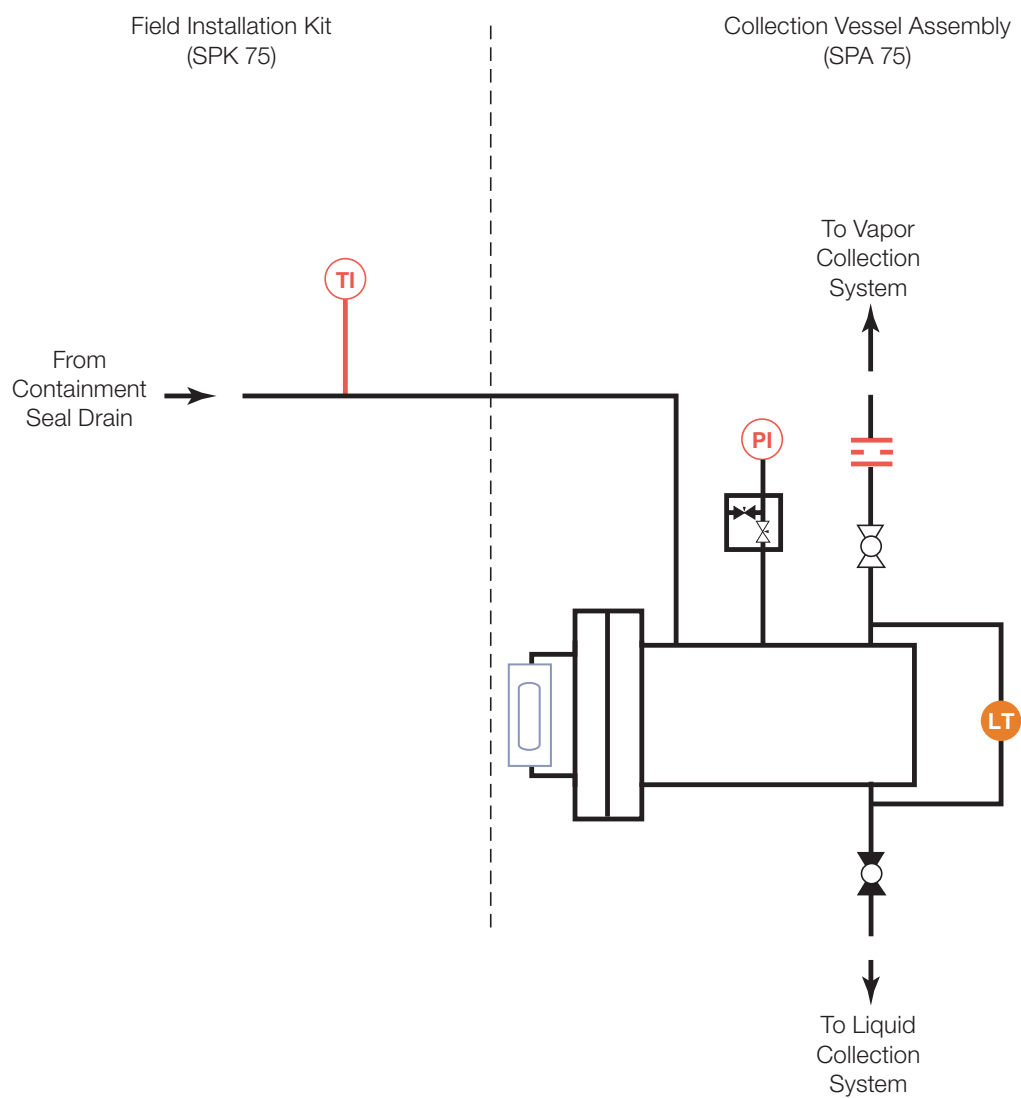 Field Installation Kit
(SPK 75)
Collection Vessel Assembly
(SPA 75)
To Vapor
Collection
System
TI
From
Containment
Seal Drain
PI
LT
To Liquid
Collection
System